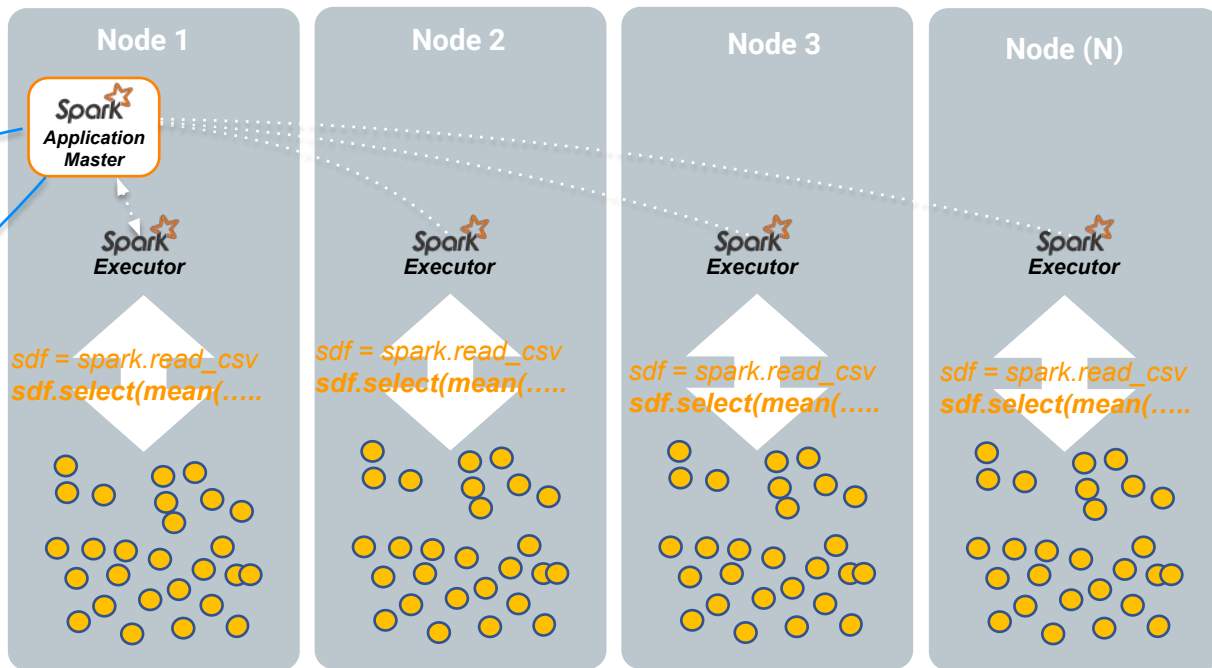 Node 1
Node 2
Node 3
Node (N)
Spark
Application
Master
Spark
Executor
Spark
Executor
Spark
Executor
Spark
Executor
sdf = spark.read_csv
sdf.select(mean(…..
sdf = spark.read_csv
sdf.select(mean(…..
sdf = spark.read_csv
sdf.select(mean(…..
sdf = spark.read_csv
sdf.select(mean(…..